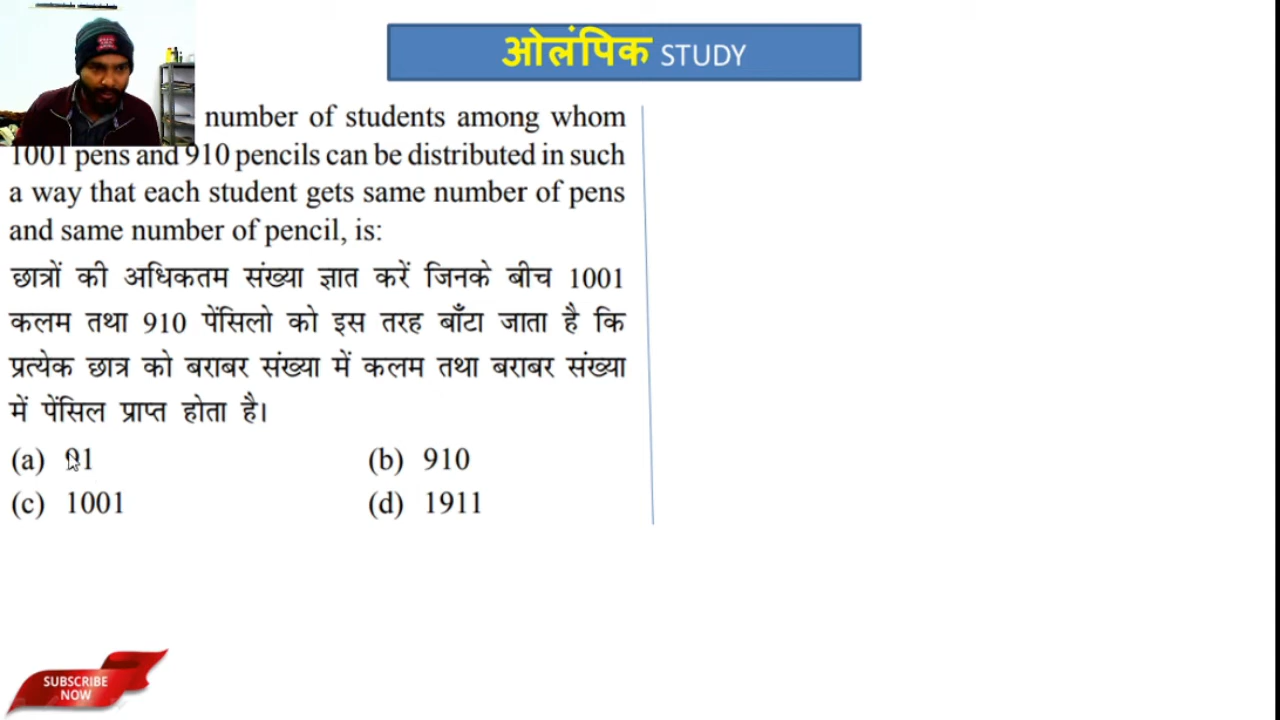 ओलंपिक STUDY
number of students among whom
1001 pens and 910 pencils can be distributed in such
a way that each student gets same number of pens
and same number of pencil, is:
छात्रों की अधिकतम संख्या ज्ञात करें जिनके बीच 1001
कलम तथा 910 पेंसिलो को इस तरह बाँटा जाता है कि
प्रत्येक छात्र को बराबर संख्या में कलम तथा बराबर संख्या
में पेंसिल प्राप्त होता है।
(a) 91 (b) 910
(c) 1001 (d) 1911
SUBSCRIBE
NOW